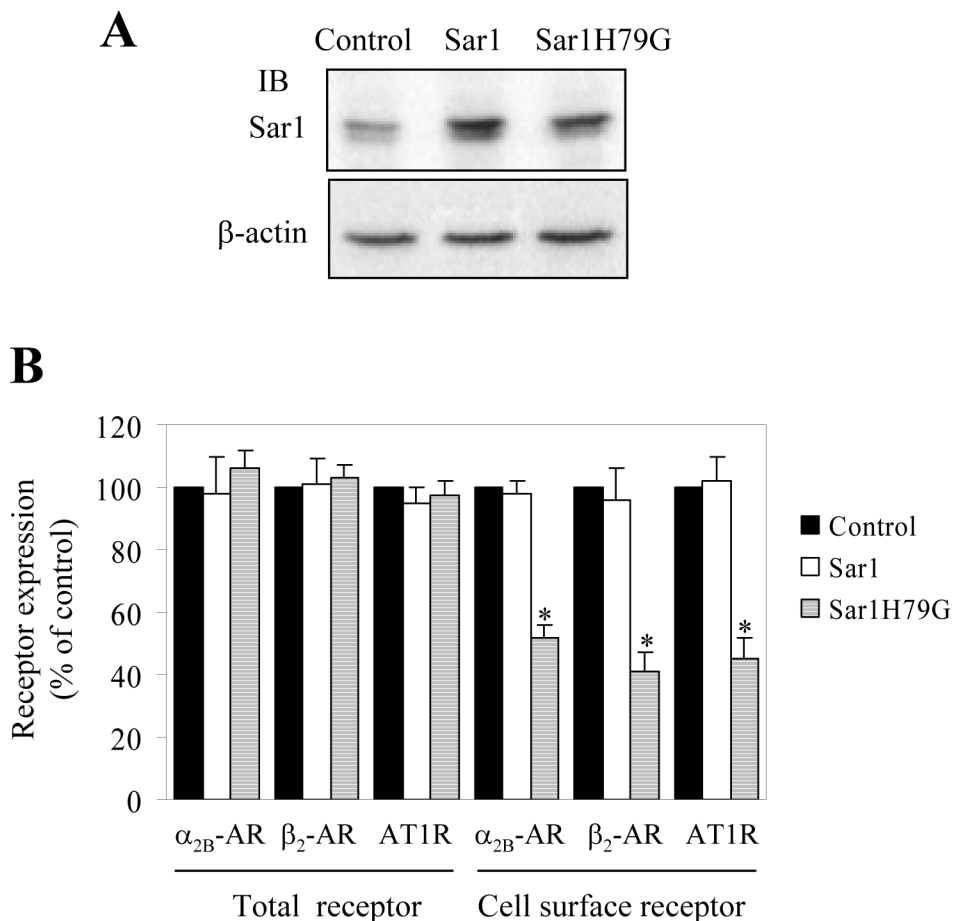 A
Control Sar1 Sar1H79G
IB
Sar1
β-actin
B
Receptor expression
(% of control)
120
100
80
60
40
20
0
* * *
Control
Sar1
Sar1H79G
α2B-AR β2-AR AT1R α2B-AR β2-AR AT1R
Total receptor Cell surface receptor